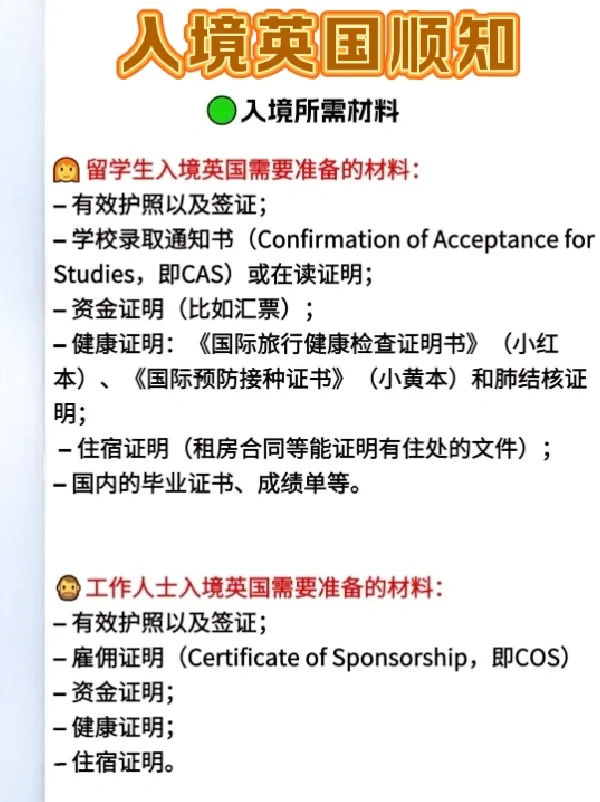 入境英国顺知
入境所需材料
留学生入境英国需要准备的材料：
– 有效护照以及签证；
– 学校录取通知书（Confirmation of Acceptance for
Studies，即CAS）或在读证明；
– 资金证明（比如汇票）；
– 健康证明：《国际旅行健康检查证明书》（小红
本）、《国际预防接种证书》（小黄本）和肺结核证
明；
– 住宿证明（租房合同等能证明有住处的文件）；
– 国内的毕业证书、成绩单等。
工作人士入境英国需要准备的材料：
– 有效护照以及签证；
– 雇佣证明（Certificate of Sponsorship，即COS）
– 资金证明；
– 健康证明；
– 住宿证明。